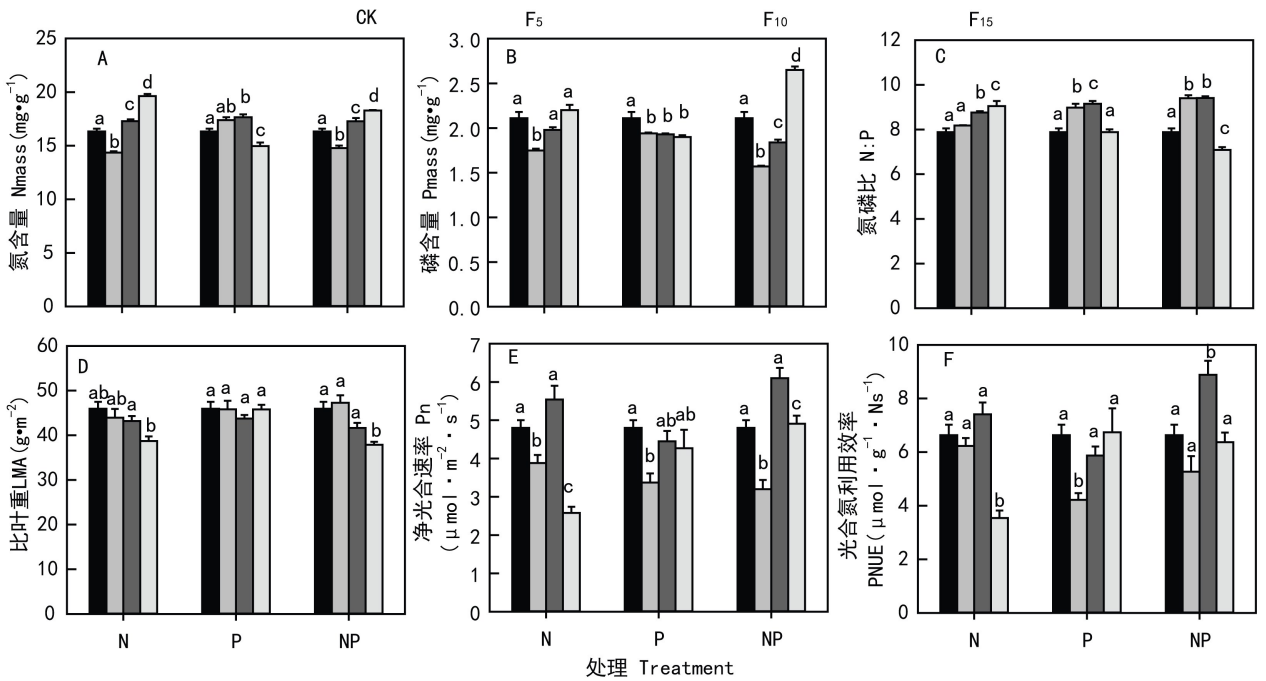 CK F5 F10 F15
A
25
20
15
10
5
0
氮含量 Nmass(mg•g⁻¹)
a b c d
a ab b c
a b c d
B
3.0
2.5
2.0
1.5
1.0
0.5
0.0
磷含量 Pmass(mg•g⁻¹)
a b a a
a b b b
a b c d
C
12
10
8
6
4
2
0
氮磷比 N:P
a a b c
a b c a
a b b c
D
60
50
40
30
20
10
0
比叶重LMA(g•m⁻²)
ab ab a b
a a a a
a a a b
N P NP
E
7
6
5
4
3
2
1
0
净光合速率 Pn
(μmol·m⁻²·s⁻¹)
a b a c
a b ab ab
a b a c
N P NP
F
10
8
6
4
2
0
光合氮利用效率
PNUE(μmol·g⁻¹·Ns⁻¹)
a a a b
a b a a
a a b a
N P NP
处理 Treatment